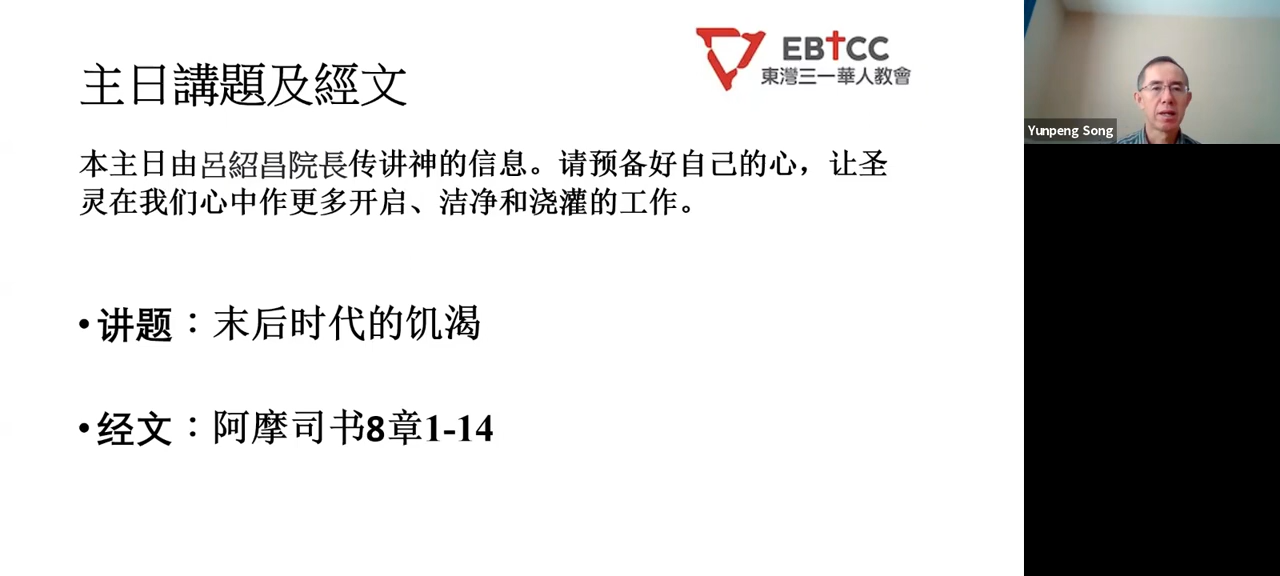 EB†CC
東灣三一華人教會
主日講題及經文
本主日由呂紹昌院長传讲神的信息。请预备好自己的心，让圣
灵在我们心中作更多开启、洁净和浇灌的工作。
•讲题：末后时代的饥渴
•经文：阿摩司书8章1-14
Yunpeng Song